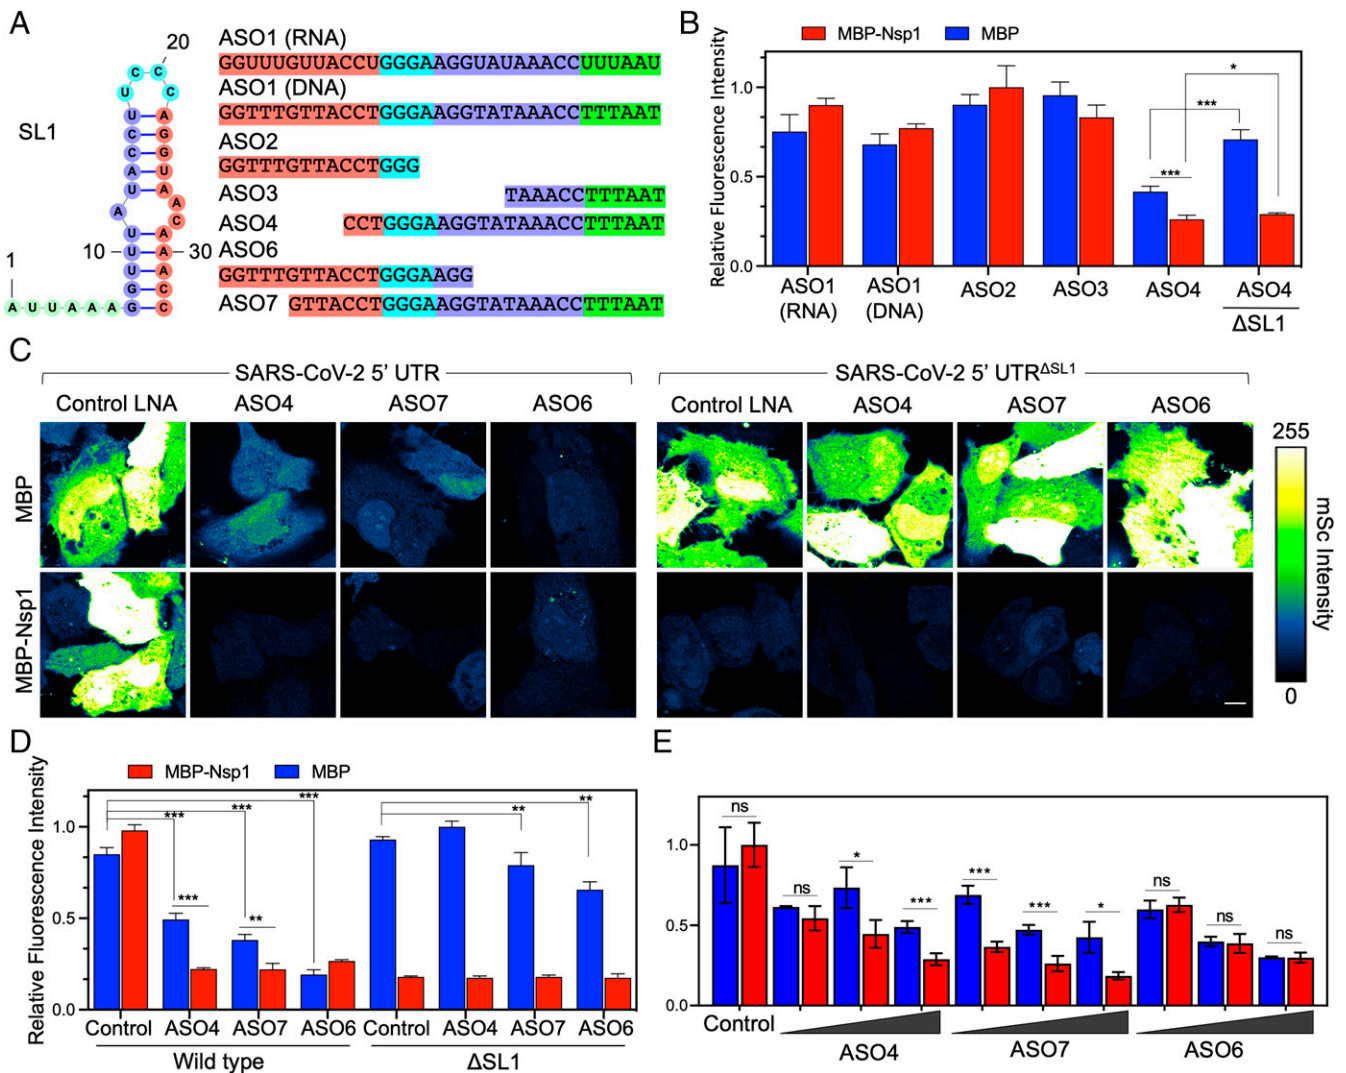 A
SL1
20
U C C C
U A
C G
C G
U U
A A
U A
A C
U A
10 U A 30
U A
G C
1
A U U A A A G C
ASO1 (RNA)
GGUUUGUUACCUGGGAAGGUAUAAACCUUUAAU
ASO1 (DNA)
GGTTTGTTACCTGGGAAGGTATAAACCTTTAAT
ASO2
GGTTTGTTACCTGGG
ASO3 TAAACCTTTAAT
ASO4 CCTGGGAAGGTATAAACCTTTAAT
ASO6
GGTTTGTTACCTGGGAAGG
ASO7 GTTACCTGGGAAGGTATAAACCTTTAAT
B
MBP-Nsp1 MBP
Relative Fluorescence Intensity
1.0
0.5
0.0
*
***
***
ASO1 (RNA) ASO1 (DNA) ASO2 ASO3 ASO4 ASO4 ΔSL1
C
SARS-CoV-2 5' UTR SARS-CoV-2 5' UTRΔSL1
Control LNA ASO4 ASO7 ASO6 Control LNA ASO4 ASO7 ASO6
MBP
MBP-Nsp1
255
mSc Intensity
0
D
MBP-Nsp1 MBP
Relative Fluorescence Intensity
1.0
0.5
0.0
***
***
***
***
**
**
**
Control ASO4 ASO7 ASO6 Control ASO4 ASO7 ASO6
Wild type ΔSL1
E
1.0
0.5
0.0
ns
ns * *** *** *** * ns ns ns
Control
ASO4 ASO7 ASO6